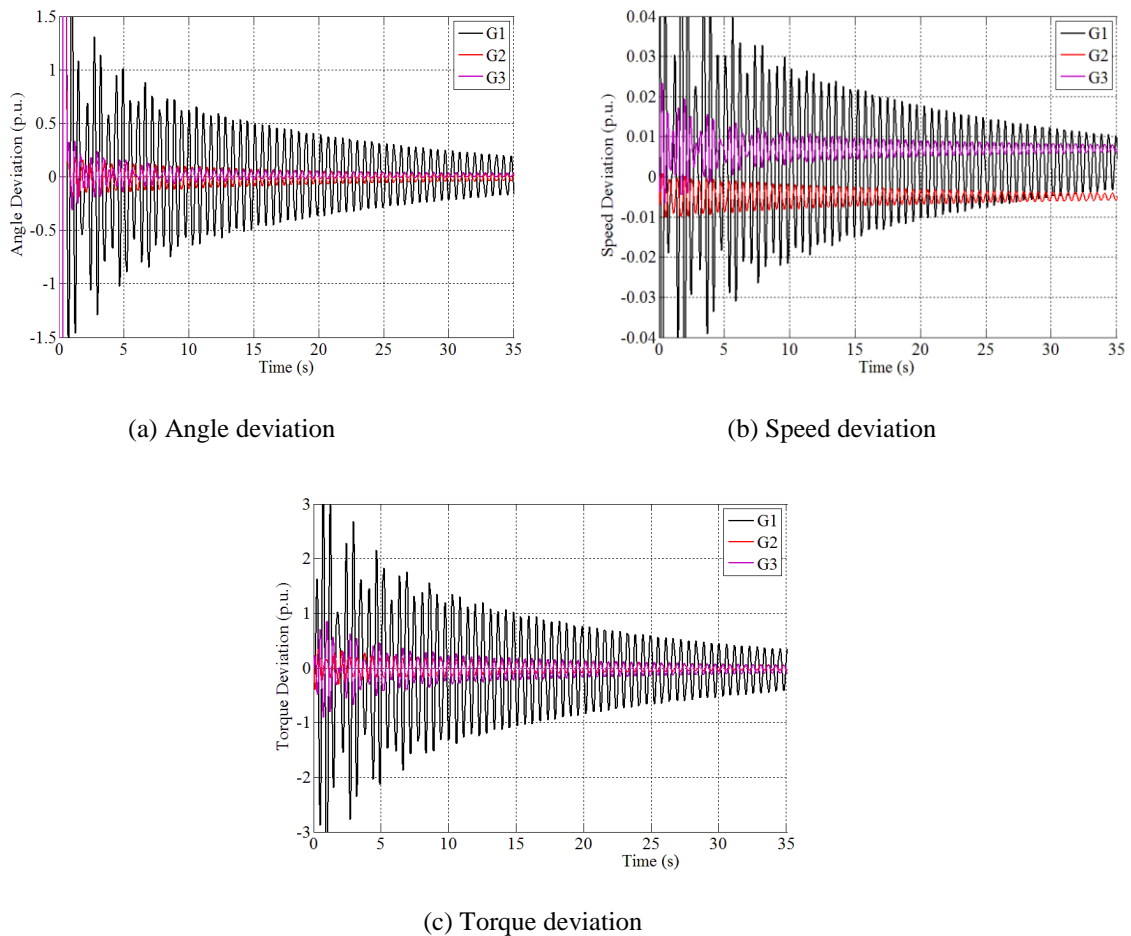 1.5
1
0.5
0
-0.5
-1
-1.5
Angle Deviation (p.u.)
0 5 10 15 20 25 30 35
Time (s)
G1
G2
G3
(a) Angle deviation
0.04
0.03
0.02
0.01
0
-0.01
-0.02
-0.03
-0.04
Speed Deviation (p.u.)
0 5 10 15 20 25 30 35
Time (s)
G1
G2
G3
(b) Speed deviation
3
2
1
0
-1
-2
-3
Torque Deviation (p.u.)
0 5 10 15 20 25 30 35
Time (s)
G1
G2
G3
(c) Torque deviation